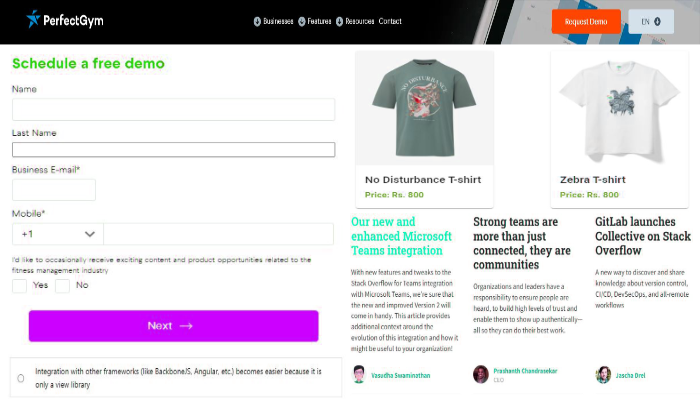 PerfectGym
Businesses Features Resources Contact
Request Demo
EN
Schedule a free demo
Name
Last Name
Business E-mail*
Mobile*
+1
I'd like to occasionally receive exciting content and product opportunities related to the
fitness management industry
Yes No
Next →
Integration with other frameworks (like BackboneJS, Angular, etc.) becomes easier because it is
only a view library
NO DISTURBANCE
No Disturbance T-shirt
Price: Rs. 800
Zebra T-shirt
Price: Rs. 800
Our new and
enhanced Microsoft
Teams integration
With new features and tweaks to the
Stack Overflow for Teams integration
with Microsoft Teams, we're sure that
the new and improved Version 2 will
come in handy. This article provides
additional context around the
evolution of this integration and how it
might be useful to your organization!
Vasudha Swaminathan
Strong teams are
more than just
connected, they are
communities
Organizations and leaders have a
responsibility to ensure people are
heard, to build high levels of trust and
enable them to show up authentically—
all so they can do their best work.
Prashanth Chandrasekar
CEO
GitLab launches
Collective on Stack
Overflow
A new way to discover and share
knowledge about version control,
CI/CD, DevSecOps, and all-remote
workflows
Jascha Drel